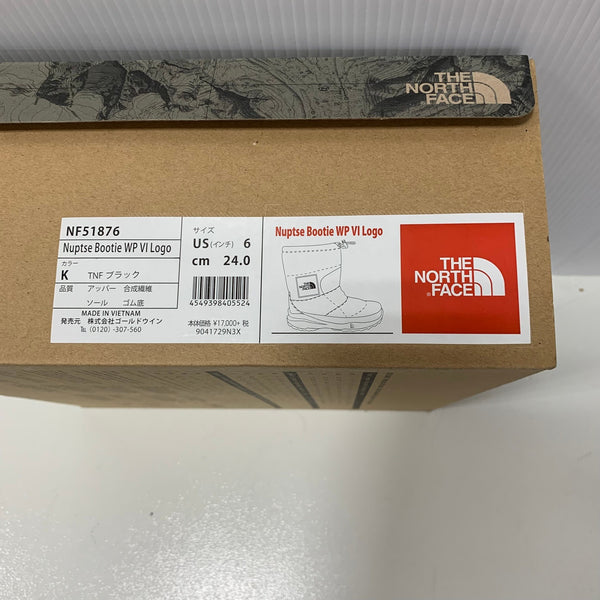 THE
NORTH
FACE
NF51876
Nuptse Bootie WP VI Logo
カラー
K TNF ブラック
品質 アッパー 合成繊維
ソール ゴム底
MADE IN VIETNAM
発売元 株式会社ゴールドウイン
℡ (0120) -307-560
サイズ
US(インチ) 6
cm 24.0
4549398405524
本体価格 ¥17,000+税
9041729N3X
Nuptse Bootie WP VI Logo
THE
NORTH
FACE